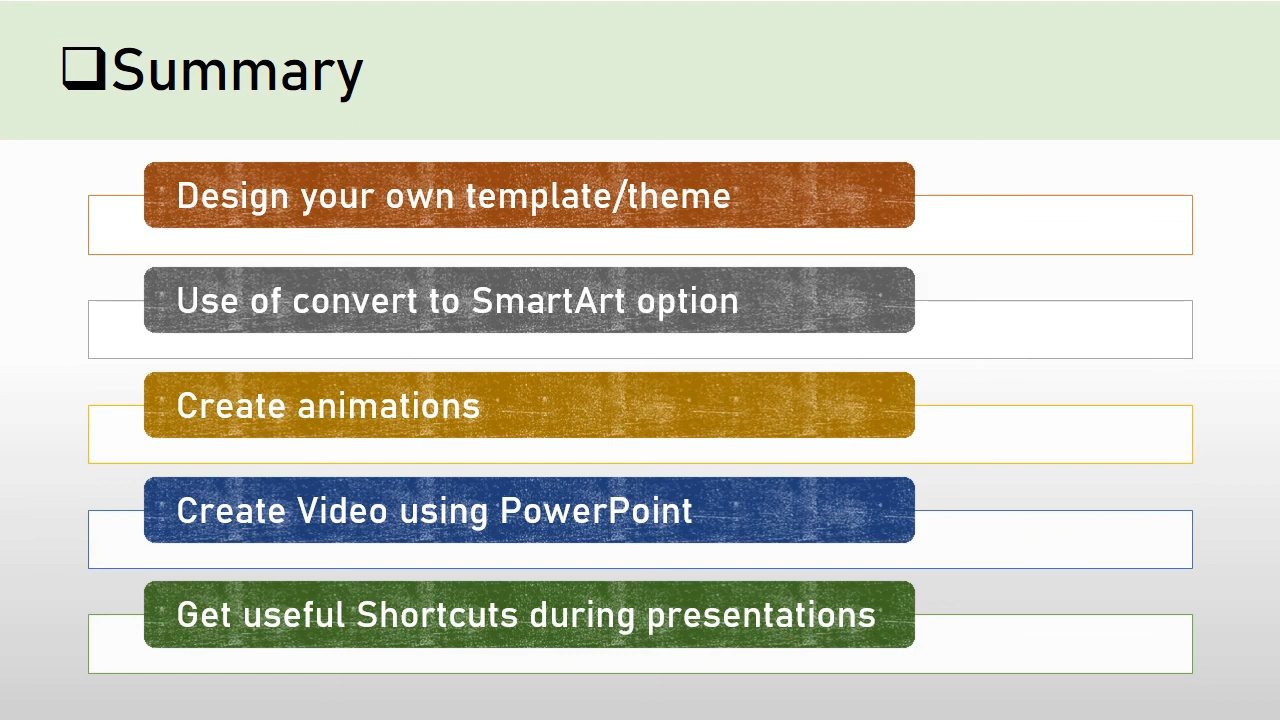 ❑Summary
Design your own template/theme
Use of convert to SmartArt option
Create animations
Create Video using PowerPoint
Get useful Shortcuts during presentations